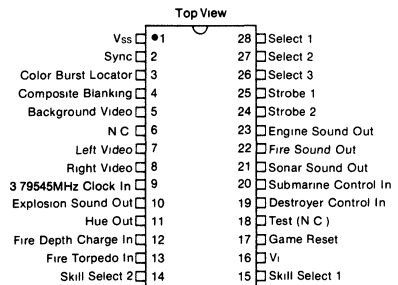 Top View
Vss 1 28 Select 1
Sync 2 27 Select 2
Color Burst Locator 3 26 Select 3
Composite Blanking 4 25 Strobe 1
Background Video 5 24 Strobe 2
N C 6 23 Engine Sound Out
Left Video 7 22 Fire Sound Out
Right Video 8 21 Sonar Sound Out
3 79545MHz Clock In 9 20 Submarine Control In
Explosion Sound Out 10 19 Destroyer Control In
Hue Out 11 18 Test (N C )
Fire Depth Charge In 12 17 Game Reset
Fire Torpedo In 13 16 VI
Skill Select 2 14 15 Skill Select 1